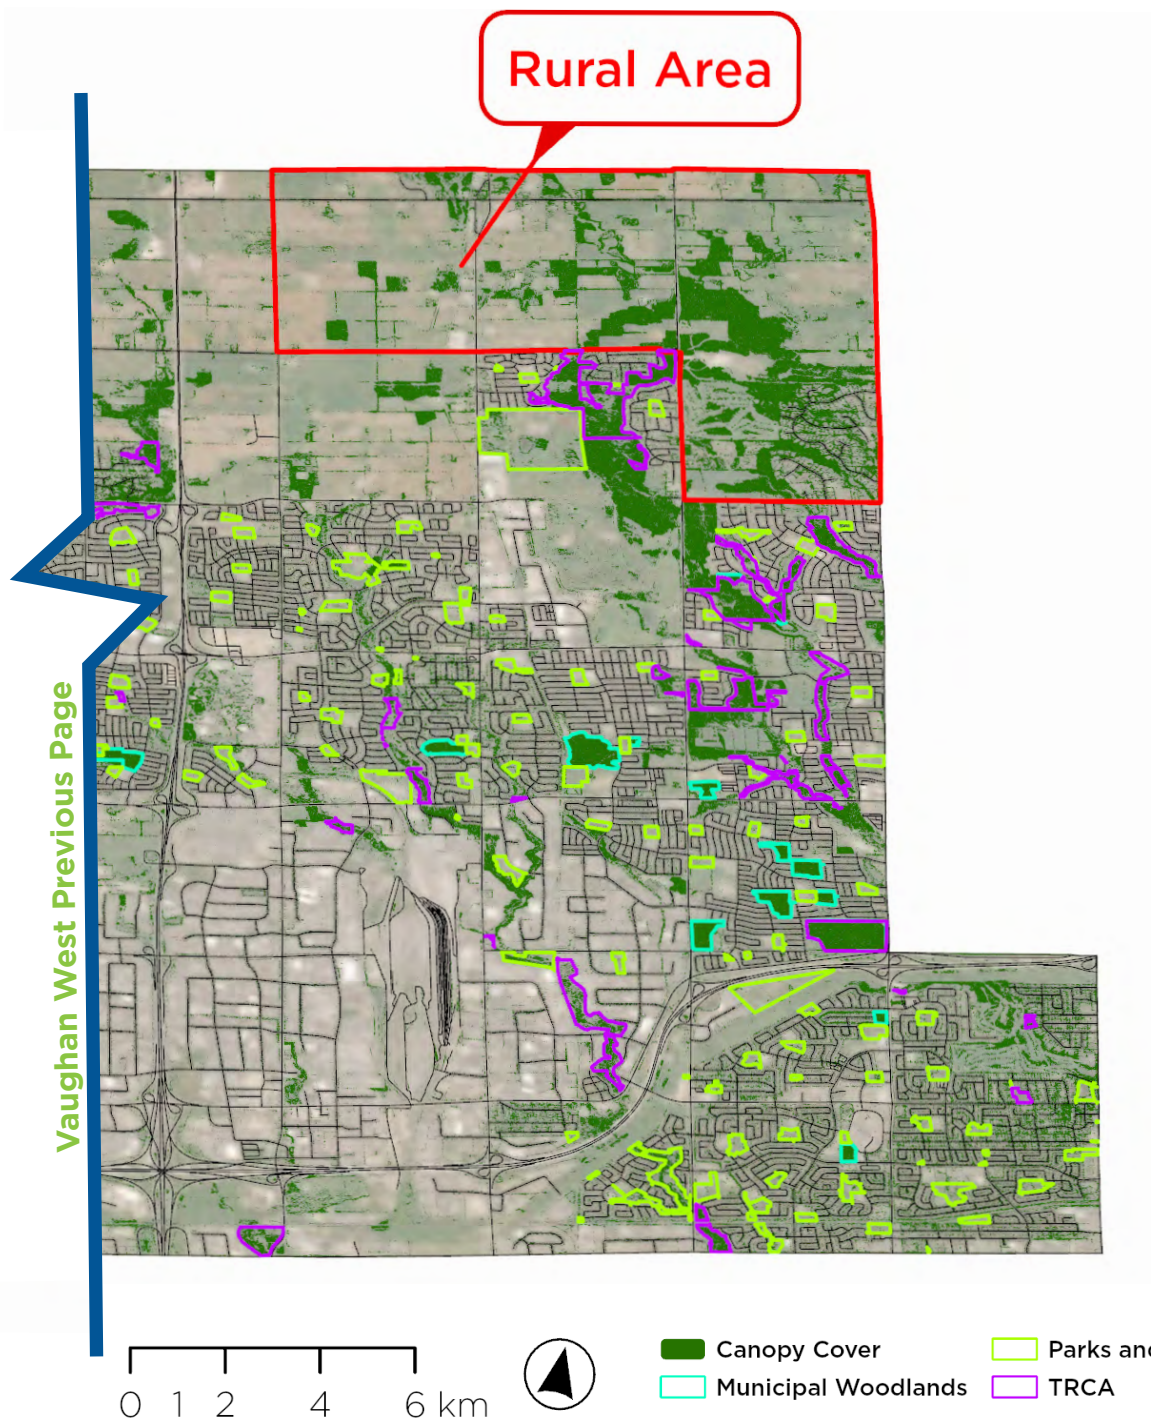 Rural Area
Vaughan West Previous Page
0 1 2 4 6 km
Canopy Cover
Municipal Woodlands
Parks and
TRCA